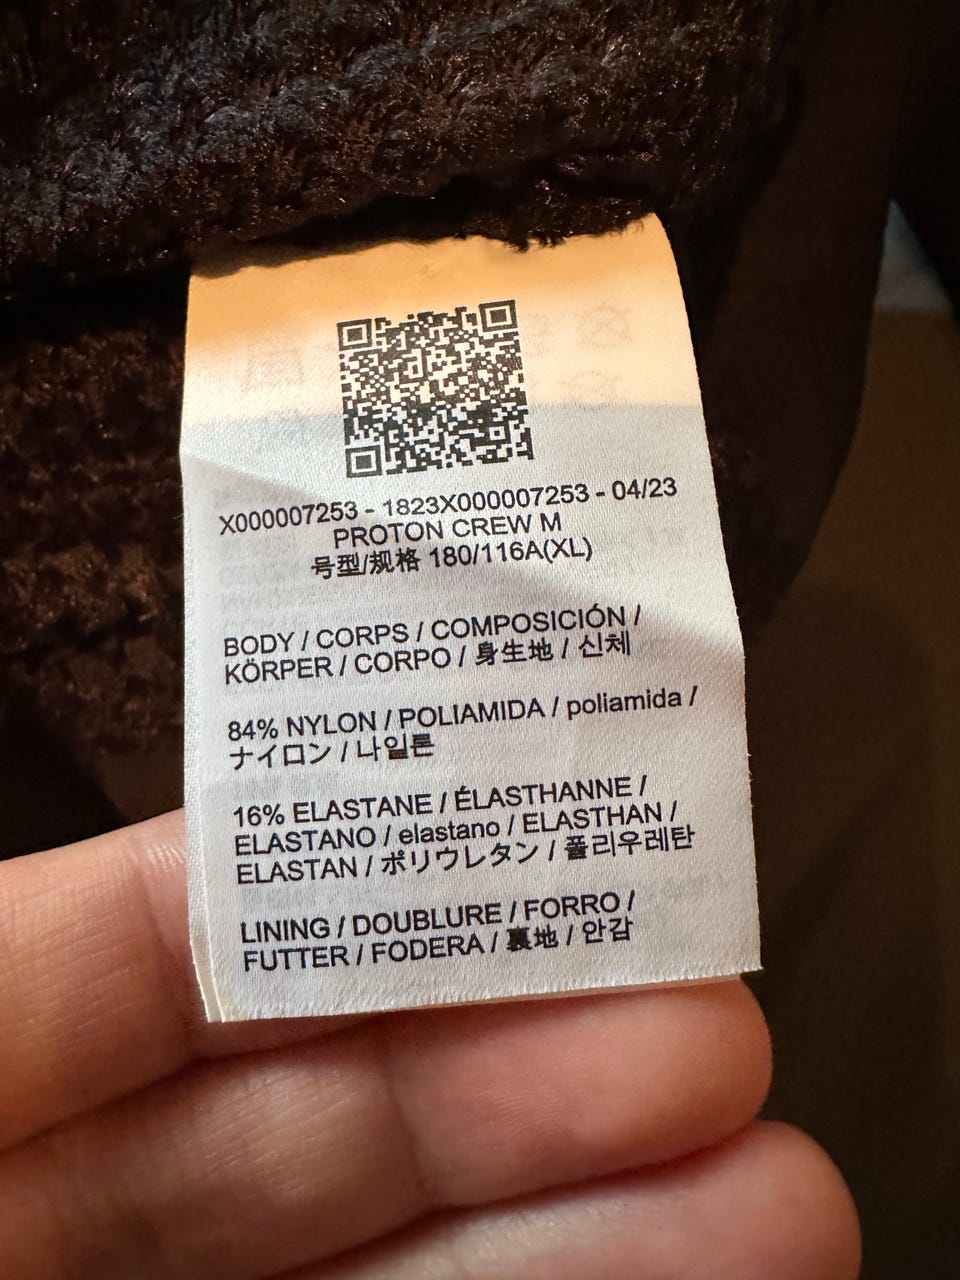 X000007253 - 1823X000007253 - 04/23
PROTON CREW M
号型/规格 180/116A(XL)
BODY / CORPS / COMPOSICIÓN /
KÖRPER / CORPO / 身生地 / 신체
84% NYLON / POLIAMIDA / poliamida /
ナイロン / 나일론
16% ELASTANE / ÉLASTHANNE /
ELASTANO / elastano / ELASTHAN /
ELASTAN / ポリウレタン / 폴리우레탄
LINING / DOUBLURE / FORRO /
FUTTER / FODERA / 裏地 / 안감